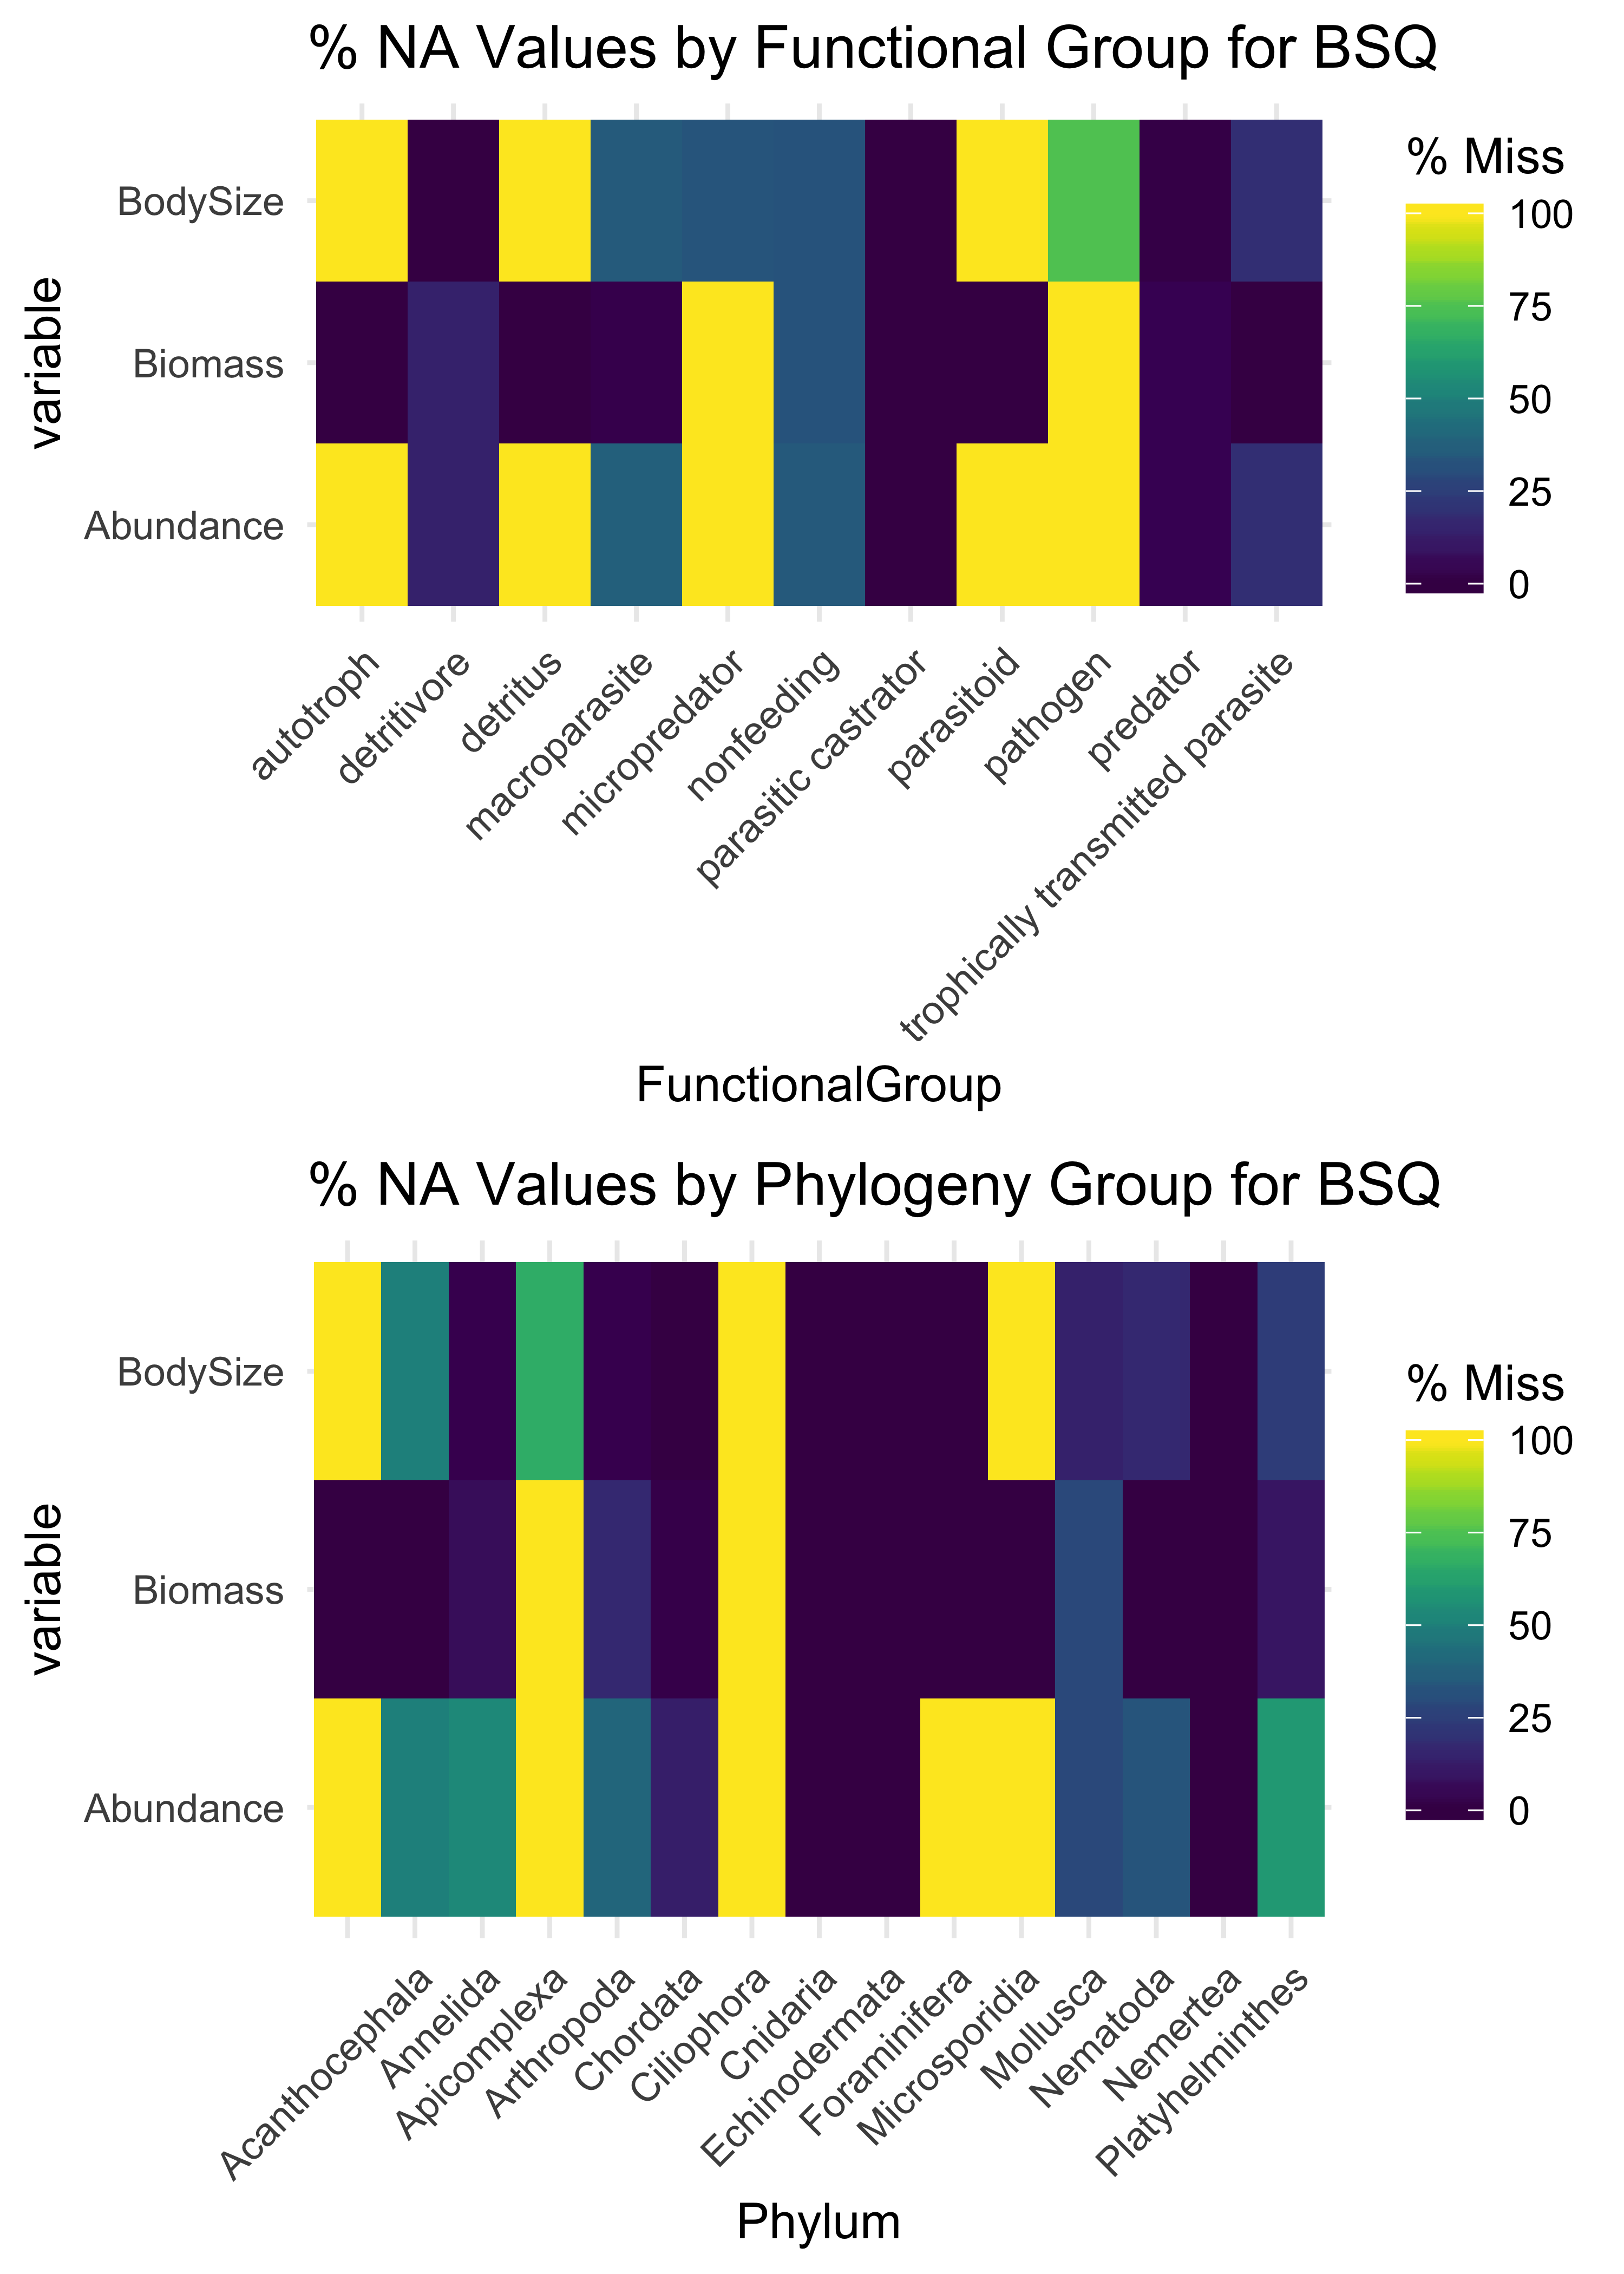 % NA Values by Functional Group for BSQ
% Miss
100
75
50
25
0
variable
BodySize
Biomass
Abundance
autotroph
detritivore
detritus
macroparasite
micropredator
nonfeeding
parasitic castrator
parasitoid
pathogen
predator
trophically transmitted parasite
FunctionalGroup
% NA Values by Phylogeny Group for BSQ
% Miss
100
75
50
25
0
variable
BodySize
Biomass
Abundance
Acanthocephala
Annelida
Apicomplexa
Arthropoda
Chordata
Ciliophora
Cnidaria
Echinodermata
Foraminifera
Microsporidia
Mollusca
Nematoda
Nemertea
Platyhelminthes
Phylum